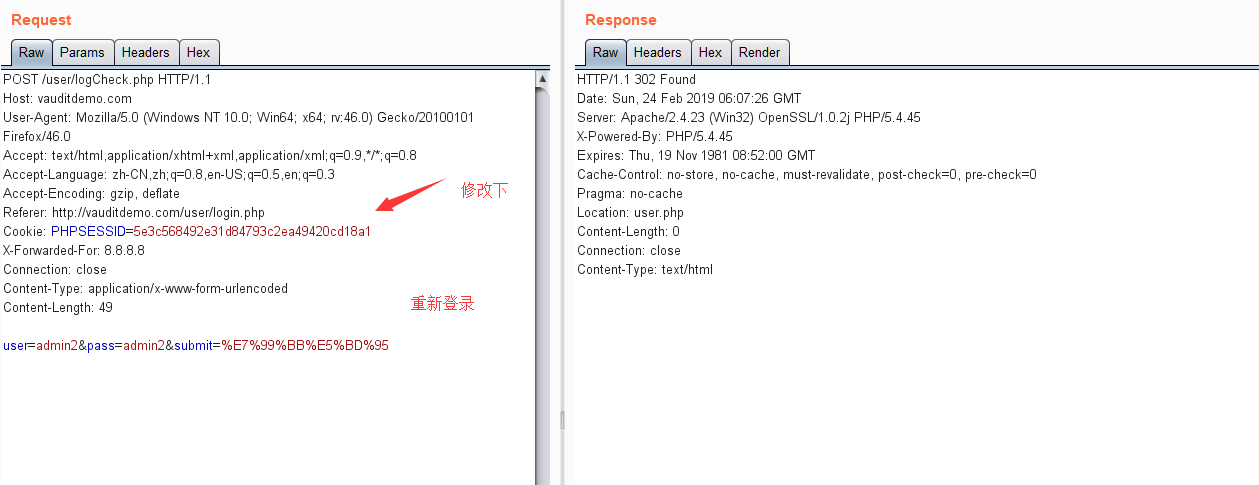 Request
Raw Params Headers Hex
POST /user/logCheck.php HTTP/1.1
Host: vauditdemo.com
User-Agent: Mozilla/5.0 (Windows NT 10.0; Win64; x64; rv:46.0) Gecko/20100101
Firefox/46.0
Accept: text/html,application/xhtml+xml,application/xml;q=0.9,*/*;q=0.8
Accept-Language: zh-CN,zh;q=0.8,en-US;q=0.5,en;q=0.3
Accept-Encoding: gzip, deflate
Referer: http://vauditdemo.com/user/login.php
Cookie: PHPSESSID=5e3c568492e31d84793c2ea49420cd18a1
X-Forwarded-For: 8.8.8.8
Connection: close
Content-Type: application/x-www-form-urlencoded
Content-Length: 49
user=admin2&pass=admin2&submit=%E7%99%BB%E5%BD%95
修改下
重新登录
Response
Raw Headers Hex Render
HTTP/1.1 302 Found
Date: Sun, 24 Feb 2019 06:07:26 GMT
Server: Apache/2.4.23 (Win32) OpenSSL/1.0.2j PHP/5.4.45
X-Powered-By: PHP/5.4.45
Expires: Thu, 19 Nov 1981 08:52:00 GMT
Cache-Control: no-store, no-cache, must-revalidate, post-check=0, pre-check=0
Pragma: no-cache
Location: user.php
Content-Length: 0
Connection: close
Content-Type: text/html